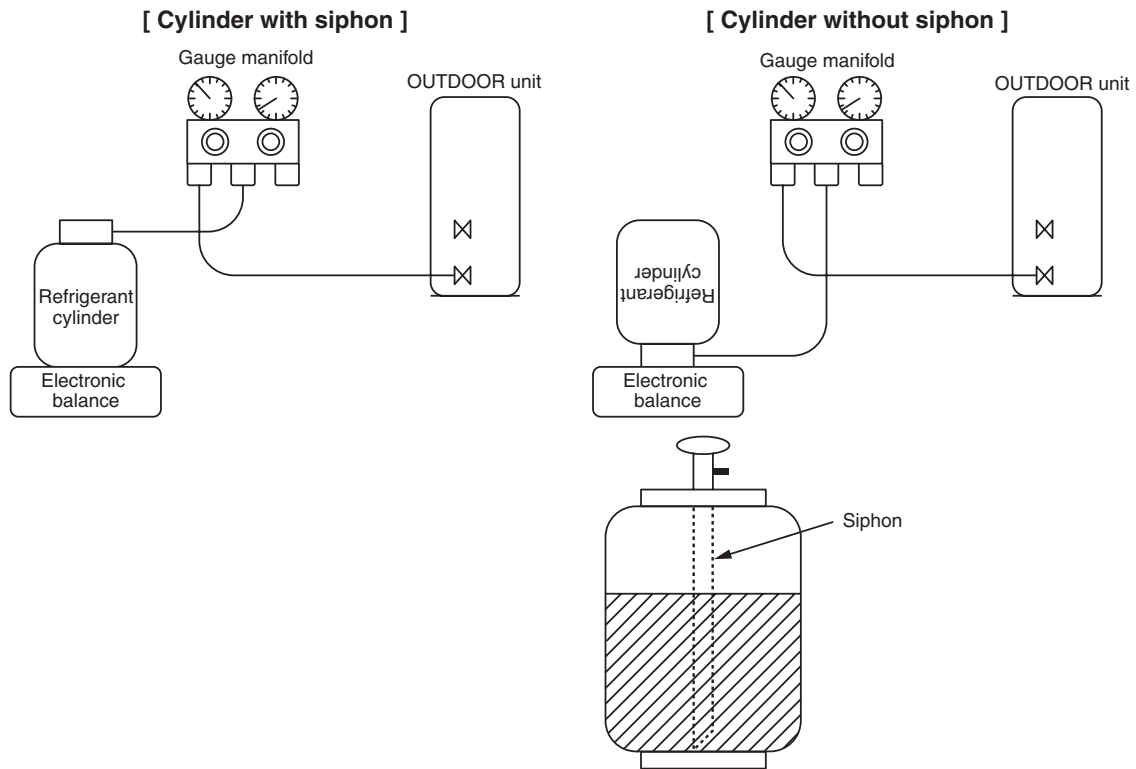 [ Cylinder with siphon ]
Gauge manifold
OUTDOOR unit
Refrigerant
cylinder
Electronic
balance
[ Cylinder without siphon ]
Gauge manifold
OUTDOOR unit
Refrigerant
cylinder
Electronic
balance
Siphon